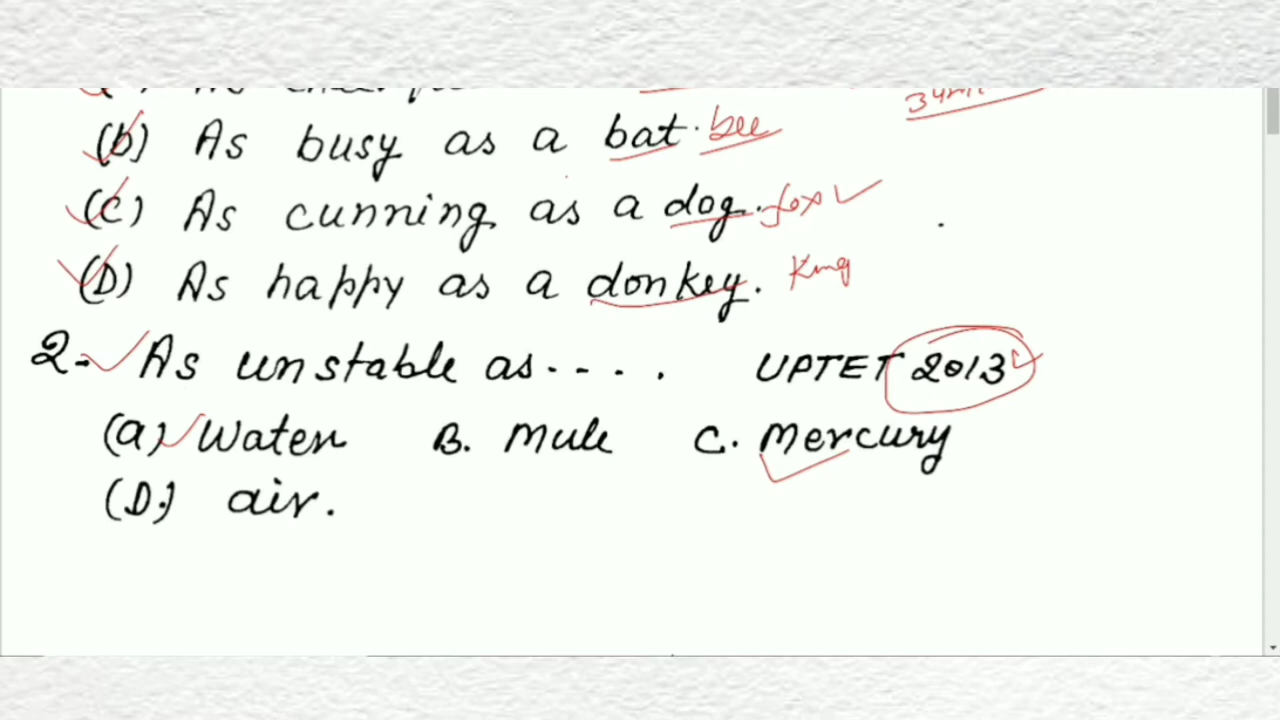 (b) As busy as a bat. bee
(C) As cunning as a dog. fox
(D) As happy as a donkey. King
2- As unstable as----. UPTET 2013
(a) Water B. Mule C. Mercury
(D.) air.